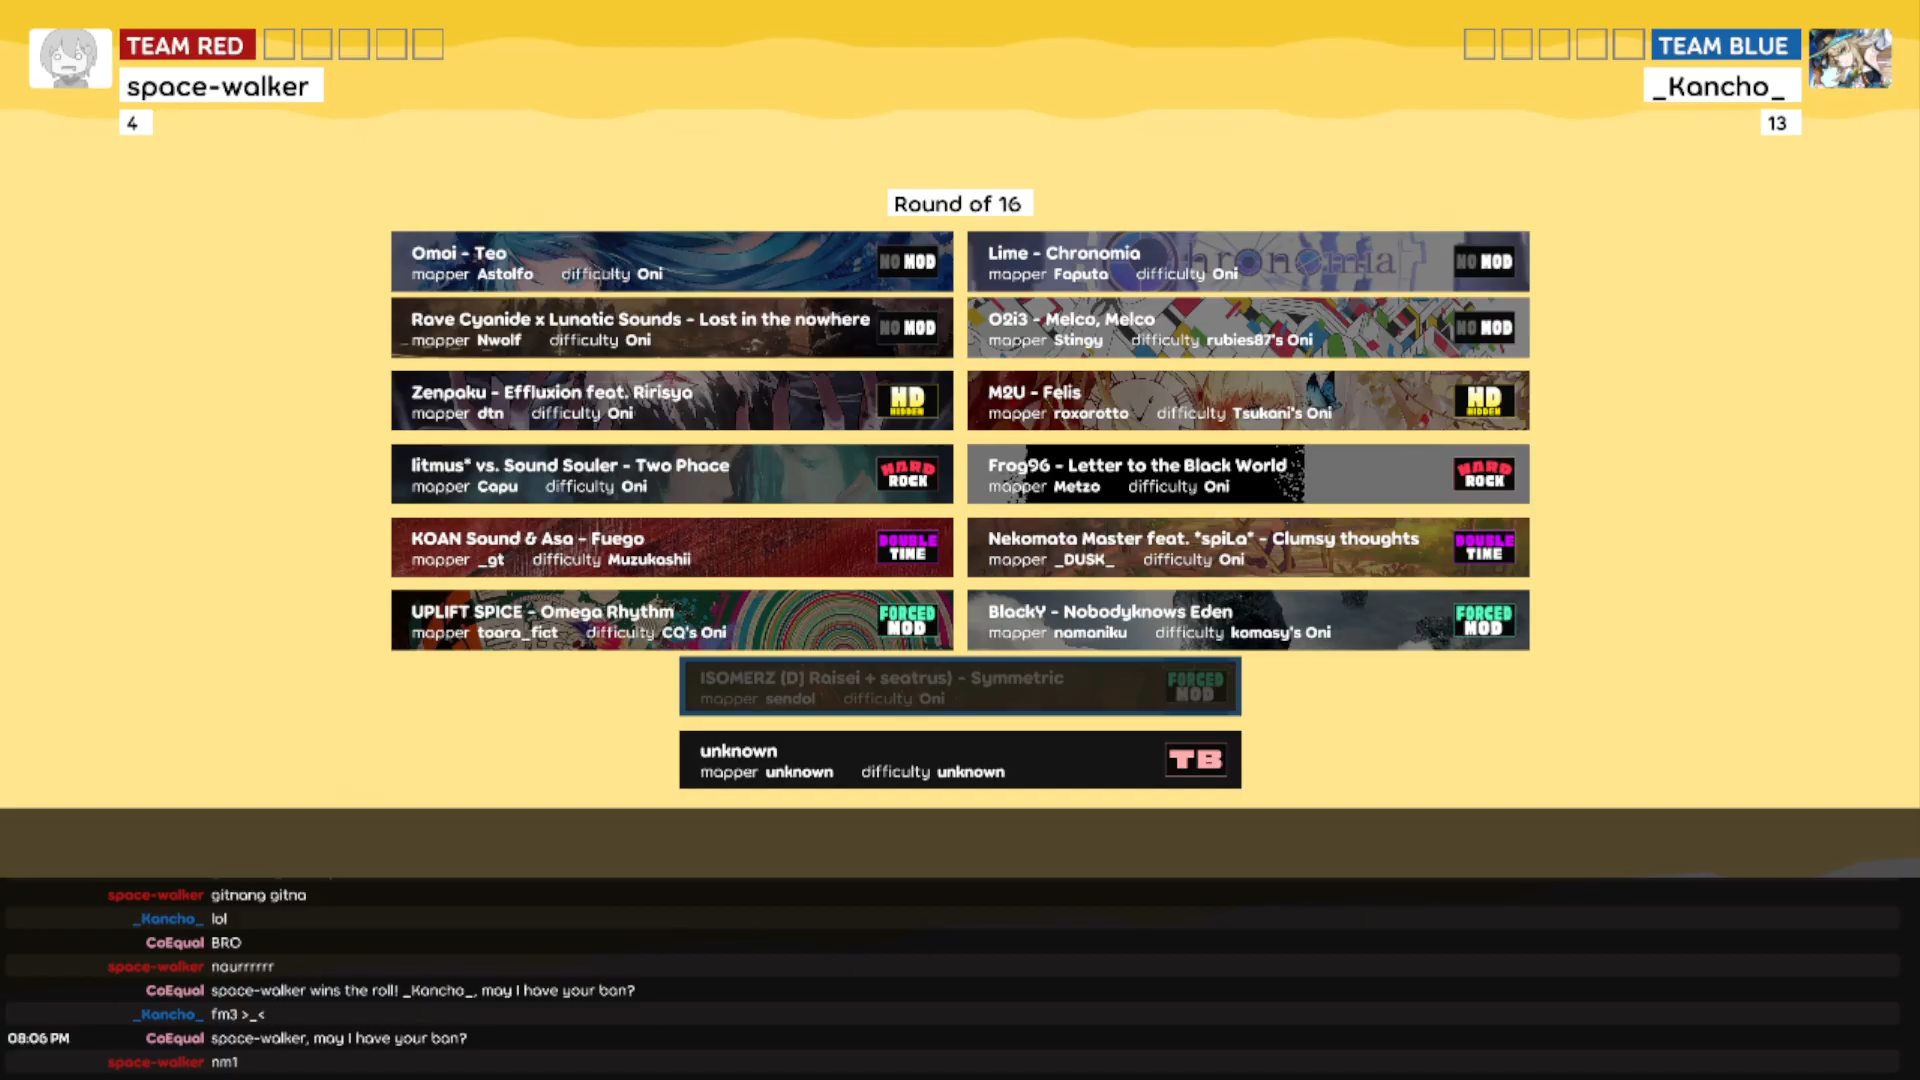 TEAM RED
space-walker
4
TEAM BLUE
_Kancho_
13
Round of 16
Omoi - Teo
mapper Astolfo difficulty Oni
NO MOD
Lime - Chronomia
mapper Faputa difficulty Oni
NO MOD
Rave Cyanide x Lunatic Sounds - Lost in the nowhere
mapper Nwolf difficulty Oni
NO MOD
O2i3 - Melco, Melco
mapper Stingy difficulty rubies87's Oni
NO MOD
Zenpaku - Effluxion feat. Ririsya
mapper dtn difficulty Oni
HD HIDDEN
M2U - Felis
mapper roxorotto difficulty Tsukani's Oni
HD HIDDEN
litmus* vs. Sound Souler - Two Phace
mapper Capu difficulty Oni
HARD ROCK
Frog96 - Letter to the Black World
mapper Metzo difficulty Oni
HARD ROCK
KOAN Sound & Asa - Fuego
mapper _gt difficulty Muzukashii
DOUBLE TIME
Nekomata Master feat. *spiLa* - Clumsy thoughts
mapper _DUSK_ difficulty Oni
DOUBLE TIME
UPLIFT SPICE - Omega Rhythm
mapper taara_fict difficulty CQ's Oni
FORCED MOD
BlackY - Nobodyknows Eden
mapper namaniku difficulty komasy's Oni
FORCED MOD
ISOMERZ (DJ Raisei + seatrus) - Symmetric
mapper sendol difficulty Oni
FORCED MOD
unknown
mapper unknown difficulty unknown
TB
space-walker gitnang gitna
_Kancho_ lol
CoEqual BRO
space-walker naurrrrrr
CoEqual space-walker wins the roll! _Kancho_, may I have your ban?
_Kancho_ fm3 >_<
08:06 PM CoEqual space-walker, may I have your ban?
space-walker nm1